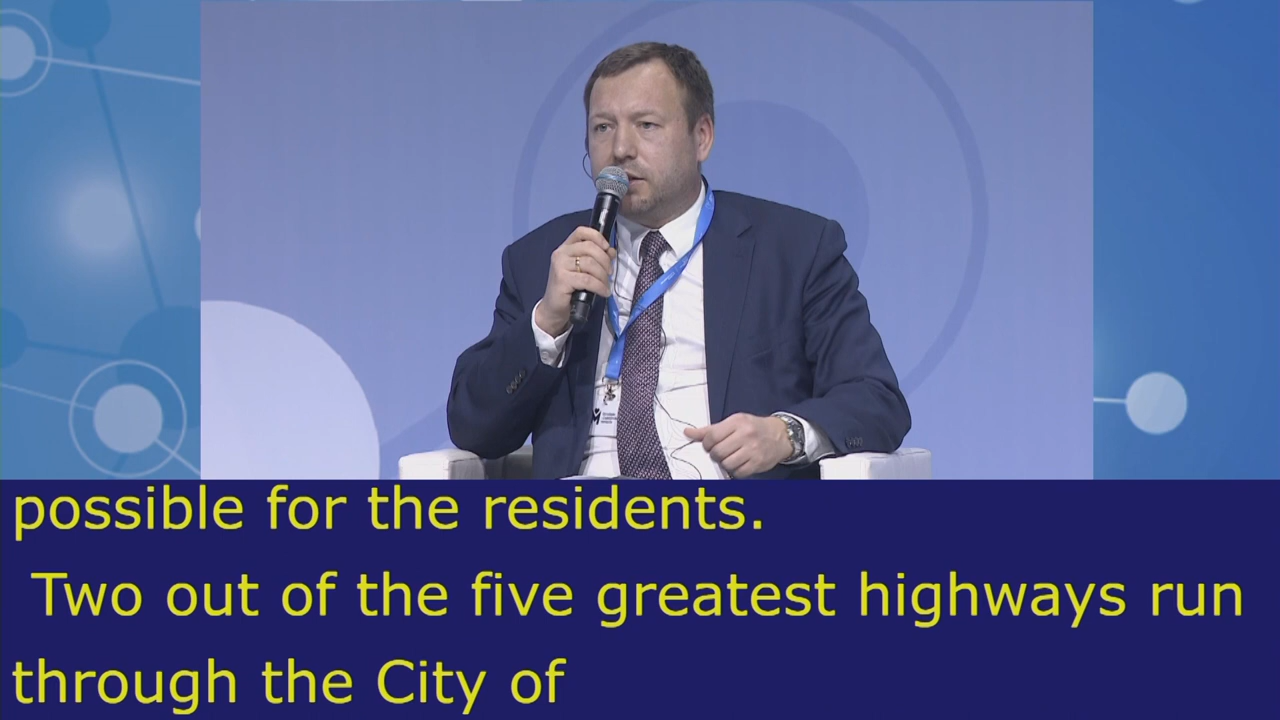 possible for the residents.
Two out of the five greatest highways run
through the City of